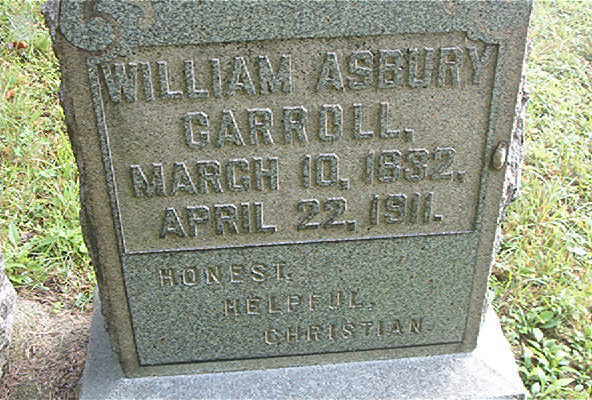 WILLIAM ASBURY
CARROLL,
MARCH 10, 1832.
APRIL 22, 1911.
HONEST.
HELPFUL.
CHRISTIAN.